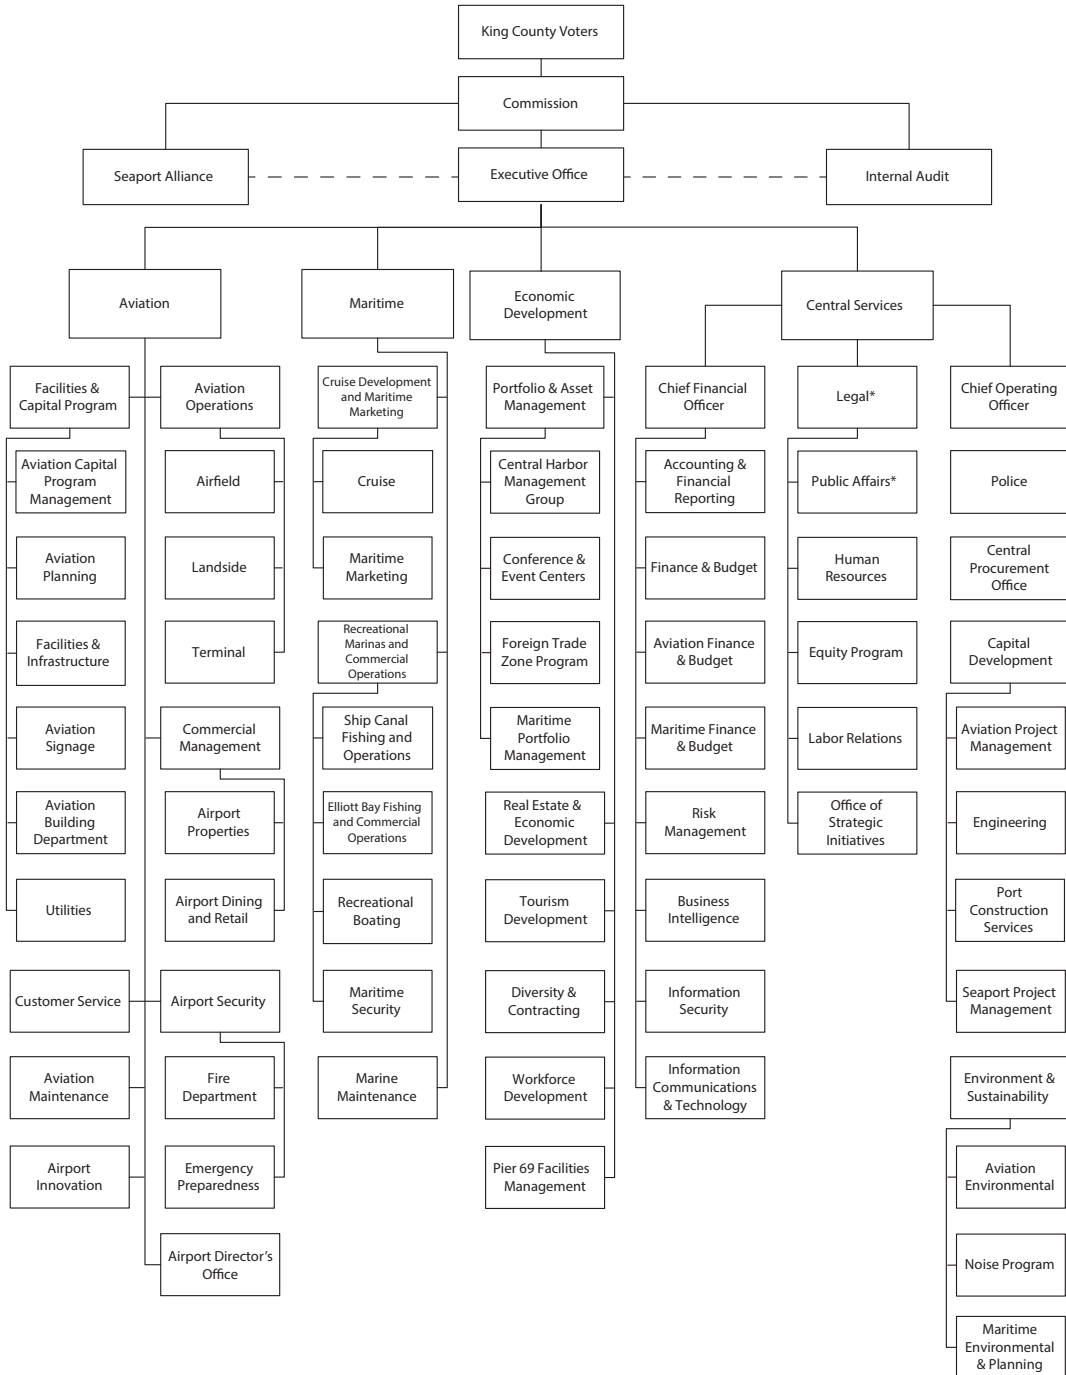 King County Voters
Commission
Seaport Alliance
Executive Office
Internal Audit
Aviation
Maritime
Economic
Development
Central Services
Facilities &
Capital Program
Aviation
Operations
Cruise Development
and Maritime
Marketing
Portfolio & Asset
Management
Chief Financial
Officer
Legal*
Chief Operating
Officer
Aviation Capital
Program
Management
Airfield
Cruise
Central Harbor
Management
Group
Accounting &
Financial
Reporting
Public Affairs*
Police
Aviation
Planning
Landside
Maritime
Marketing
Conference &
Event Centers
Finance & Budget
Human
Resources
Central
Procurement
Office
Facilities &
Infrastructure
Terminal
Recreational
Marinas and
Commercial
Operations
Foreign Trade
Zone Program
Aviation Finance
& Budget
Equity Program
Capital
Development
Aviation
Signage
Commercial
Management
Ship Canal
Fishing and
Operations
Maritime
Portfolio
Management
Maritime Finance
& Budget
Labor Relations
Aviation Project
Management
Aviation
Building
Department
Airport
Properties
Elliott Bay Fishing
and Commercial
Operations
Real Estate &
Economic
Development
Risk
Management
Office of
Strategic
Initiatives
Engineering
Utilities
Airport Dining
and Retail
Recreational
Boating
Tourism
Development
Business
Intelligence
Port
Construction
Services
Customer Service
Airport Security
Maritime
Security
Diversity &
Contracting
Information
Security
Seaport Project
Management
Aviation
Maintenance
Fire
Department
Marine
Maintenance
Workforce
Development
Information
Communications
& Technology
Environment &
Sustainability
Airport
Innovation
Emergency
Preparedness
Pier 69 Facilities
Management
Aviation
Environmental
Airport Director's
Office
Noise Program
Maritime
Environmental
& Planning